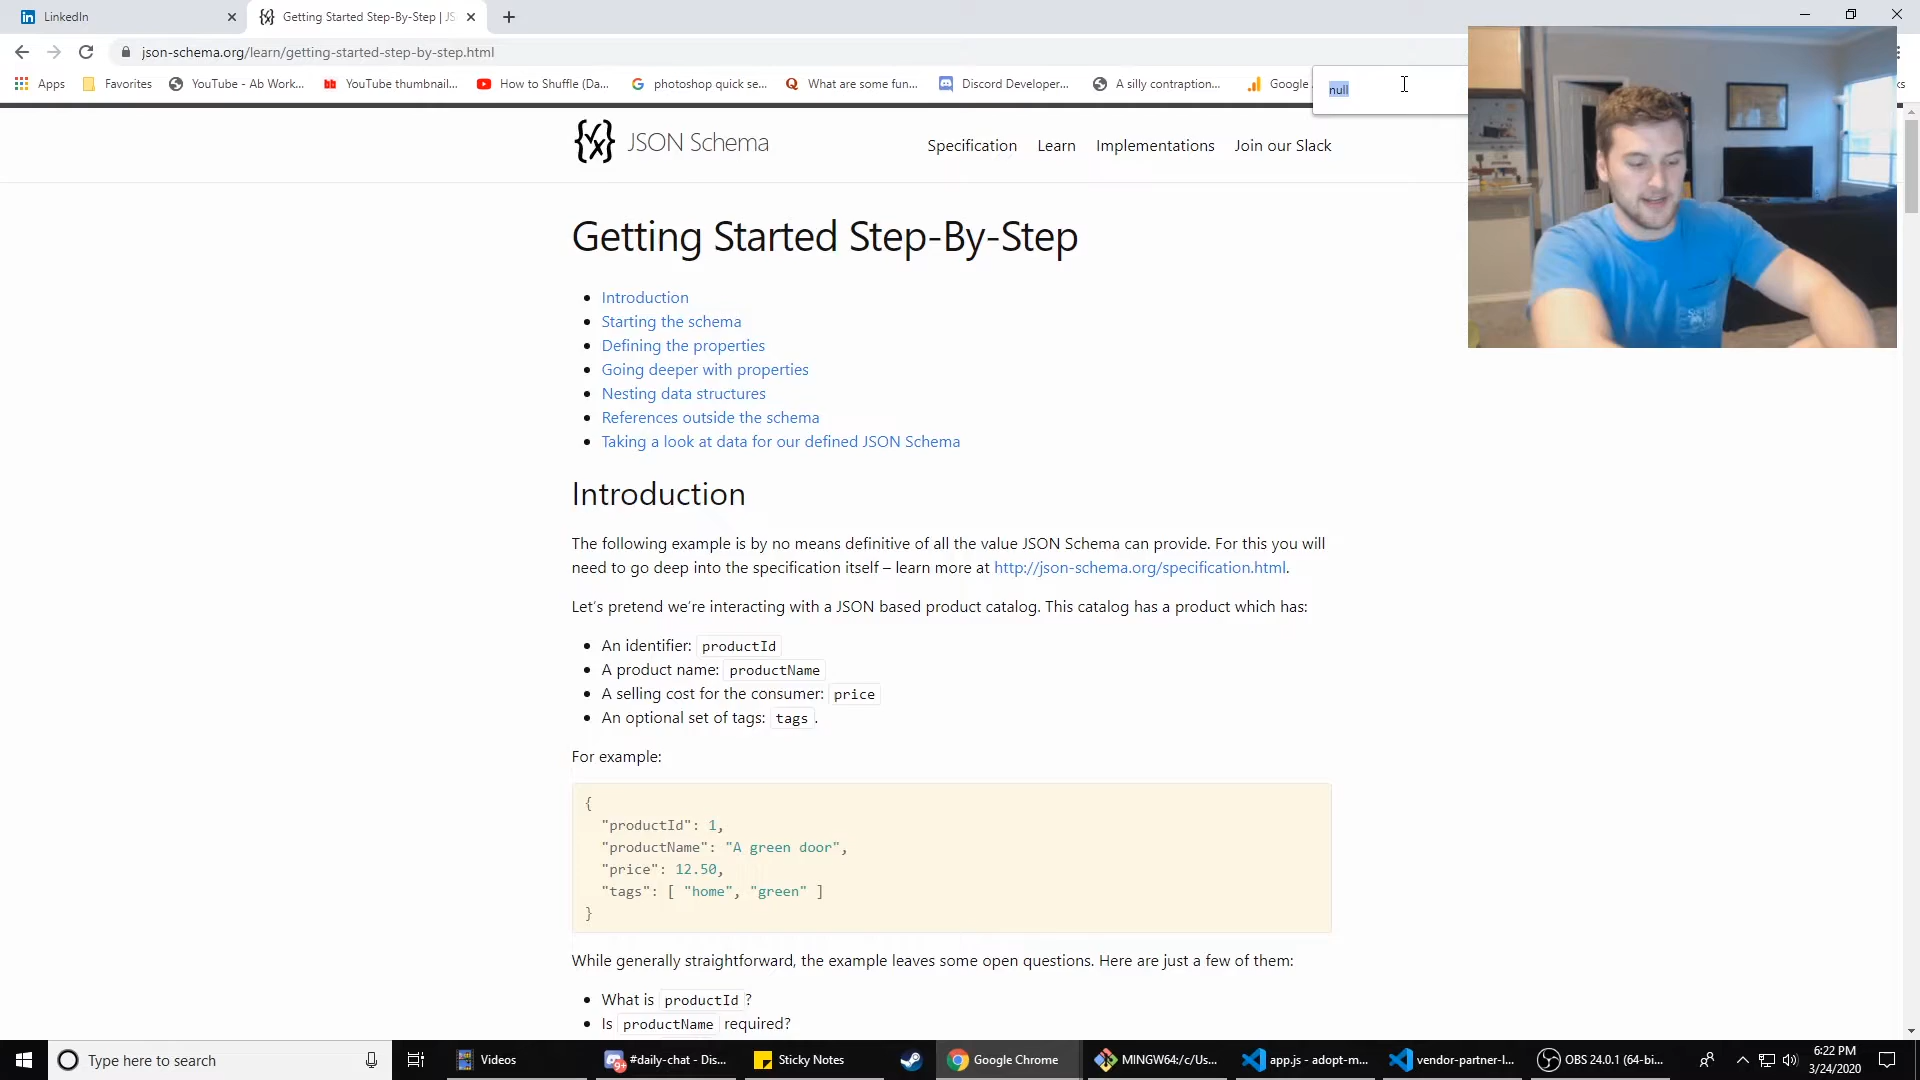 LinkedIn
Getting Started Step-By-Step | JS
json-schema.org/learn/getting-started-step-by-step.html
Apps
Favorites
YouTube - Ab Work...
YouTube thumbnail...
How to Shuffle (Da...
photoshop quick se...
What are some fun...
Discord Developer...
A silly contraption...
Google
null
JSON Schema
Specification
Learn
Implementations
Join our Slack
Getting Started Step-By-Step
Introduction
Starting the schema
Defining the properties
Going deeper with properties
Nesting data structures
References outside the schema
Taking a look at data for our defined JSON Schema
Introduction
The following example is by no means definitive of all the value JSON Schema can provide. For this you will
need to go deep into the specification itself – learn more at http://json-schema.org/specification.html.
Let's pretend we're interacting with a JSON based product catalog. This catalog has a product which has:
An identifier: productId
A product name: productName
A selling cost for the consumer: price
An optional set of tags: tags .
For example:
{
"productId": 1,
"productName": "A green door",
"price": 12.50,
"tags": [ "home", "green" ]
}
While generally straightforward, the example leaves some open questions. Here are just a few of them:
What is productId ?
Is productName required?
Type here to search
Videos
9+
#daily-chat - Dis...
Sticky Notes
Google Chrome
MINGW64:/c/Us...
app.js - adopt-m...
vendor-partner-l...
OBS 24.0.1 (64-bi...
6:22 PM
3/24/2020